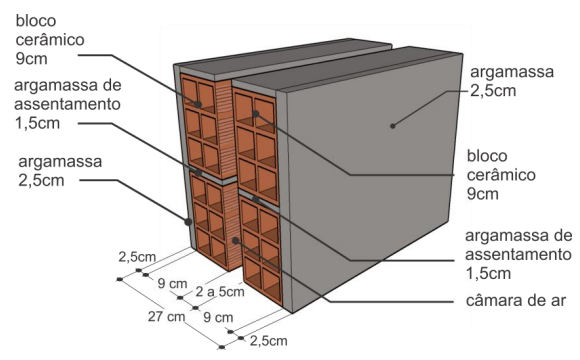 bloco
cerâmico
9cm
argamassa de
assentamento
1,5cm
argamassa
2,5cm
argamassa
2,5cm
bloco
cerâmico
9cm
argamassa de
assentamento
1,5cm
câmara de ar
2,5cm
9 cm
2 a 5cm
27 cm
9 cm
2,5cm